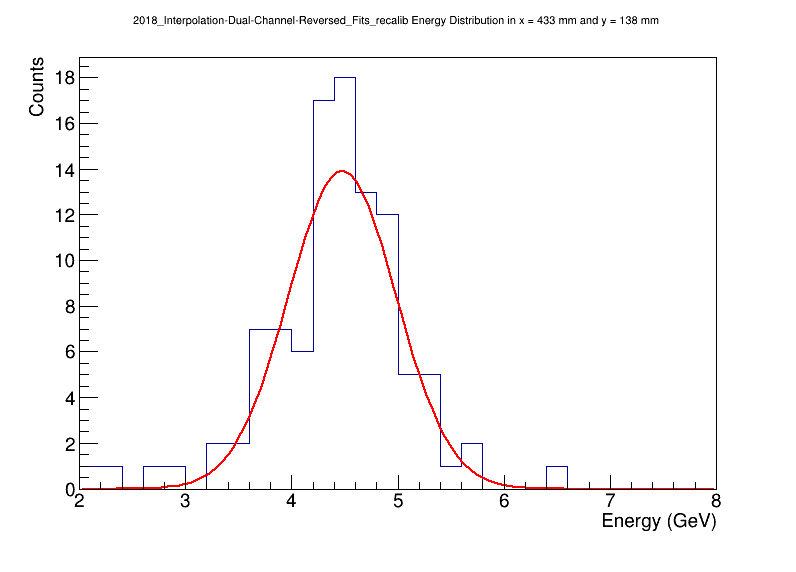 2018_Interpolation-Dual-Channel-Reversed_Fits_recalib Energy Distribution in x = 433 mm and y = 138 mm
Counts
18
16
14
12
10
8
6
4
2
0
2 3 4 5 6 7 8
Energy (GeV)